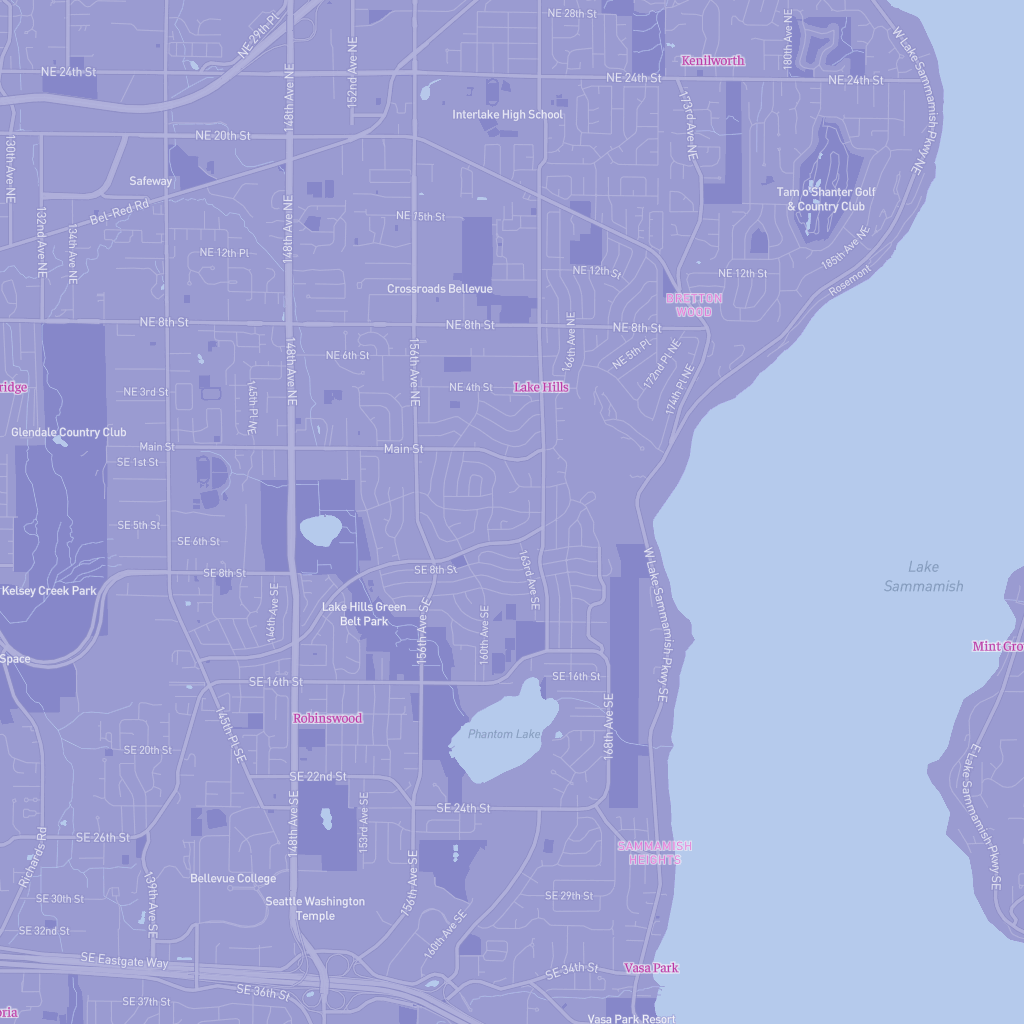 NE 28th St
NE 29th Pl
180th Ave NE
W Lake Sammamish Pkwy NE
Kenilworth
NE 24th St
NE 24th St
NE 24th St
148th Ave NE
152nd Ave NE
Interlake High School
173rd Ave NE
NE 20th St
130th Ave NE
Safeway
Tam o'Shanter Golf
& Country Club
Bel-Red Rd
132nd Ave NE
134th Ave NE
148th Ave NE
NE 15th St
NE 12th Pl
185th Ave NE
NE 12th St
NE 12th St
Rosemont
Crossroads Bellevue
BRETTON
WOOD
NE 8th St
NE 8th St
NE 8th St
166th Ave NE
NE 6th St
NE 5th Pl
172nd Pl NE
174th Pl NE
148th Ave NE
156th Ave NE
145th Pl NE
ridge
NE 3rd St
NE 4th St
Lake Hills
Glendale Country Club
Main St
Main St
SE 1st St
SE 5th St
SE 6th St
W Lake Sammamish Pkwy SE
Lake
Sammamish
SE 8th St
SE 8th St
163rd Ave SE
Kelsey Creek Park
146th Ave SE
Lake Hills Green
Belt Park
156th Ave SE
160th Ave SE
Mint Gro
Space
SE 16th St
SE 16th St
Robinswood
145th Pl SE
Phantom Lake
168th Ave SE
SE 20th St
E Lake Sammamish Pkwy SE
SE 22nd St
SE 24th St
148th Ave SE
153rd Ave SE
SE 26th St
Richards Rd
SAMMAMISH
HEIGHTS
139th Ave SE
Bellevue College
156th Ave SE
SE 30th St
SE 29th St
Seattle Washington
Temple
160th Ave SE
SE 32nd St
SE Eastgate Way
SE 34th St
Vasa Park
SE 36th St
SE 37th St
oria
Vasa Park Resort